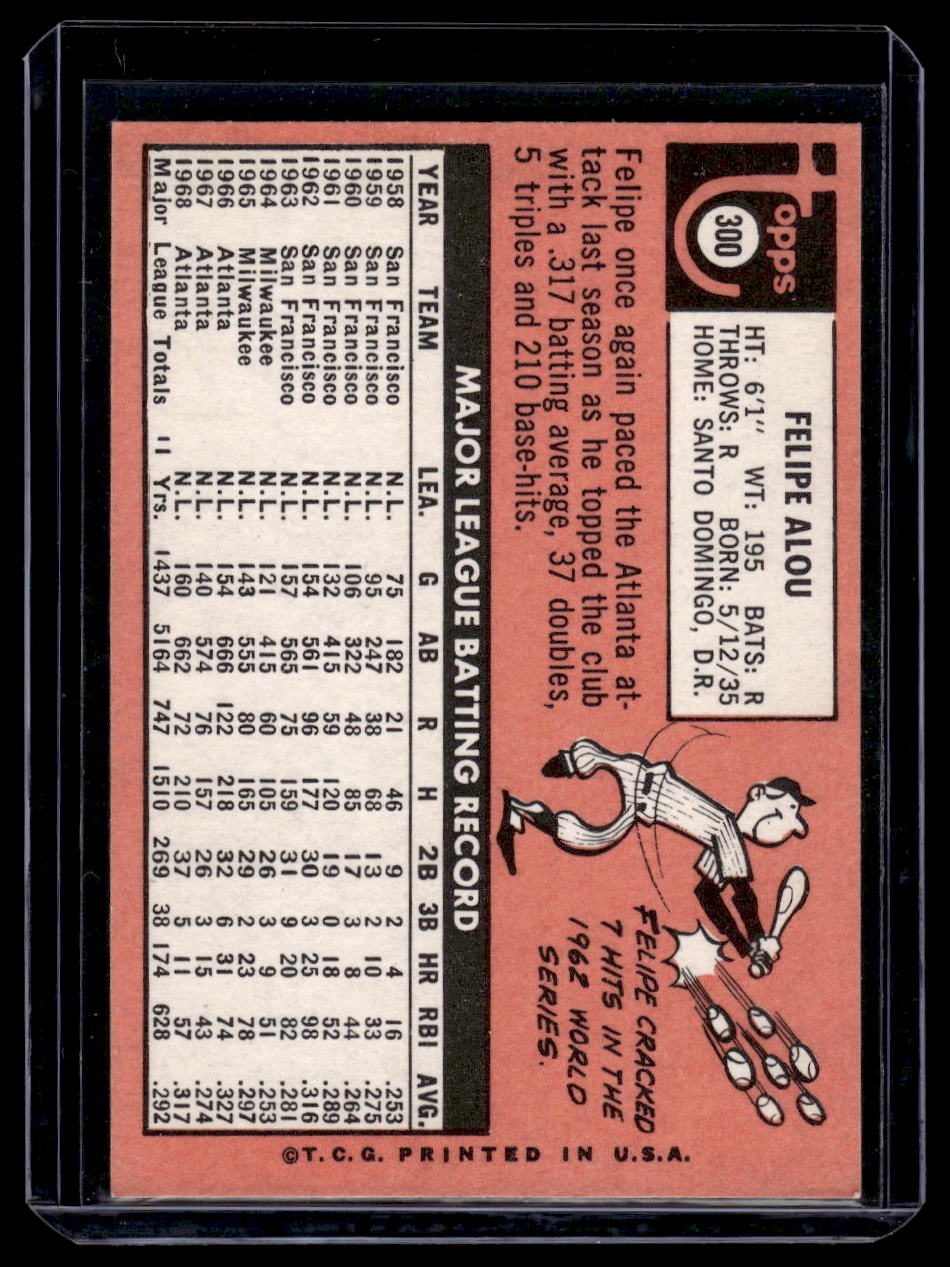 Topps
300
FELIPE ALOU
HT: 6'1" WT: 195 BATS: R
THROWS: R BORN: 5/12/35
HOME: SANTO DOMINGO, D.R.
Felipe once again paced the Atlanta at-
tack last season as he topped the club
with a .317 batting average, 37 doubles,
5 triples and 210 base-hits.
FELIPE CRACKED
7 HITS IN THE
1962 WORLD
SERIES.
MAJOR LEAGUE BATTING RECORD
YEAR TEAM LEA. G AB R H 2B 3B HR RBI AVG.
1958 San Francisco N.L. 75 182 21 46 9 2 4 16 .253
1959 San Francisco N.L. 95 247 38 68 13 2 10 33 .275
1960 San Francisco N.L. 106 322 48 85 17 3 8 44 .264
1961 San Francisco N.L. 132 415 59 120 19 0 18 52 .289
1962 San Francisco N.L. 154 561 96 177 30 3 25 98 .316
1963 San Francisco N.L. 157 565 75 159 31 9 20 82 .281
1964 Milwaukee N.L. 121 415 60 105 26 3 9 51 .253
1965 Milwaukee N.L. 143 555 80 165 29 2 23 78 .297
1966 Atlanta N.L. 154 666 122 218 32 6 31 74 .327
1967 Atlanta N.L. 140 574 76 157 26 3 15 43 .274
1968 Atlanta N.L. 160 662 72 210 37 5 11 57 .317
Major League Totals 11 Yrs. 1437 5164 747 1510 269 38 174 628 .292
©T.C.G. PRINTED IN U.S.A.